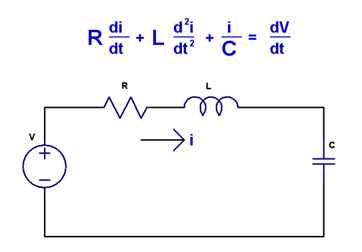 R di/dt + L d²i/dt² + i/C = dV/dt
R
L
i
V
+
−
C